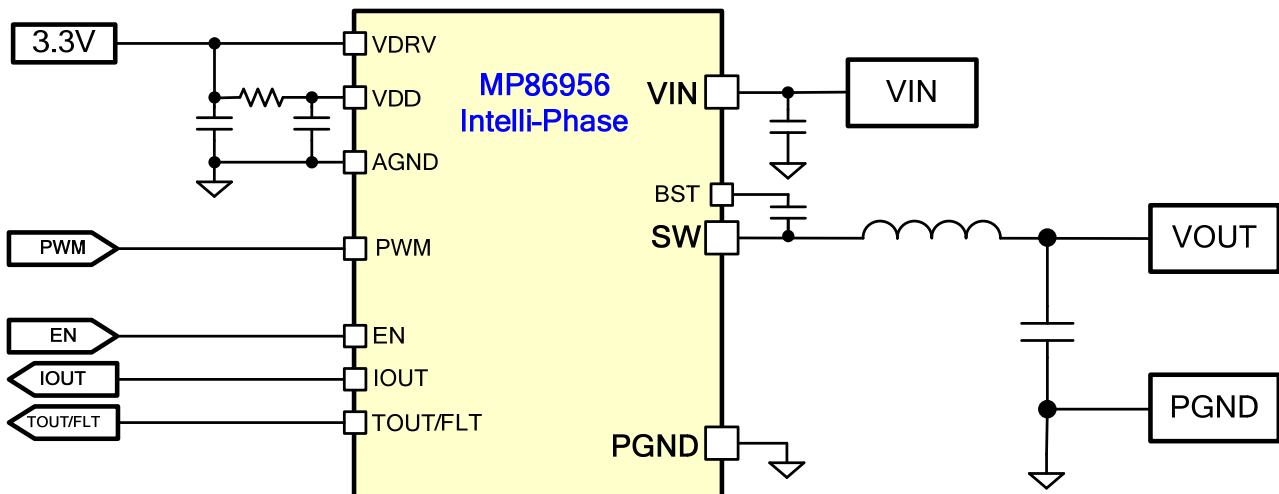 3.3V
VDRV
VDD
AGND
MP86956
Intelli-Phase
VIN
VIN
BST
SW
VOUT
PWM
PWM
EN
EN
IOUT
IOUT
TOUT/FLT
TOUT/FLT
PGND
PGND